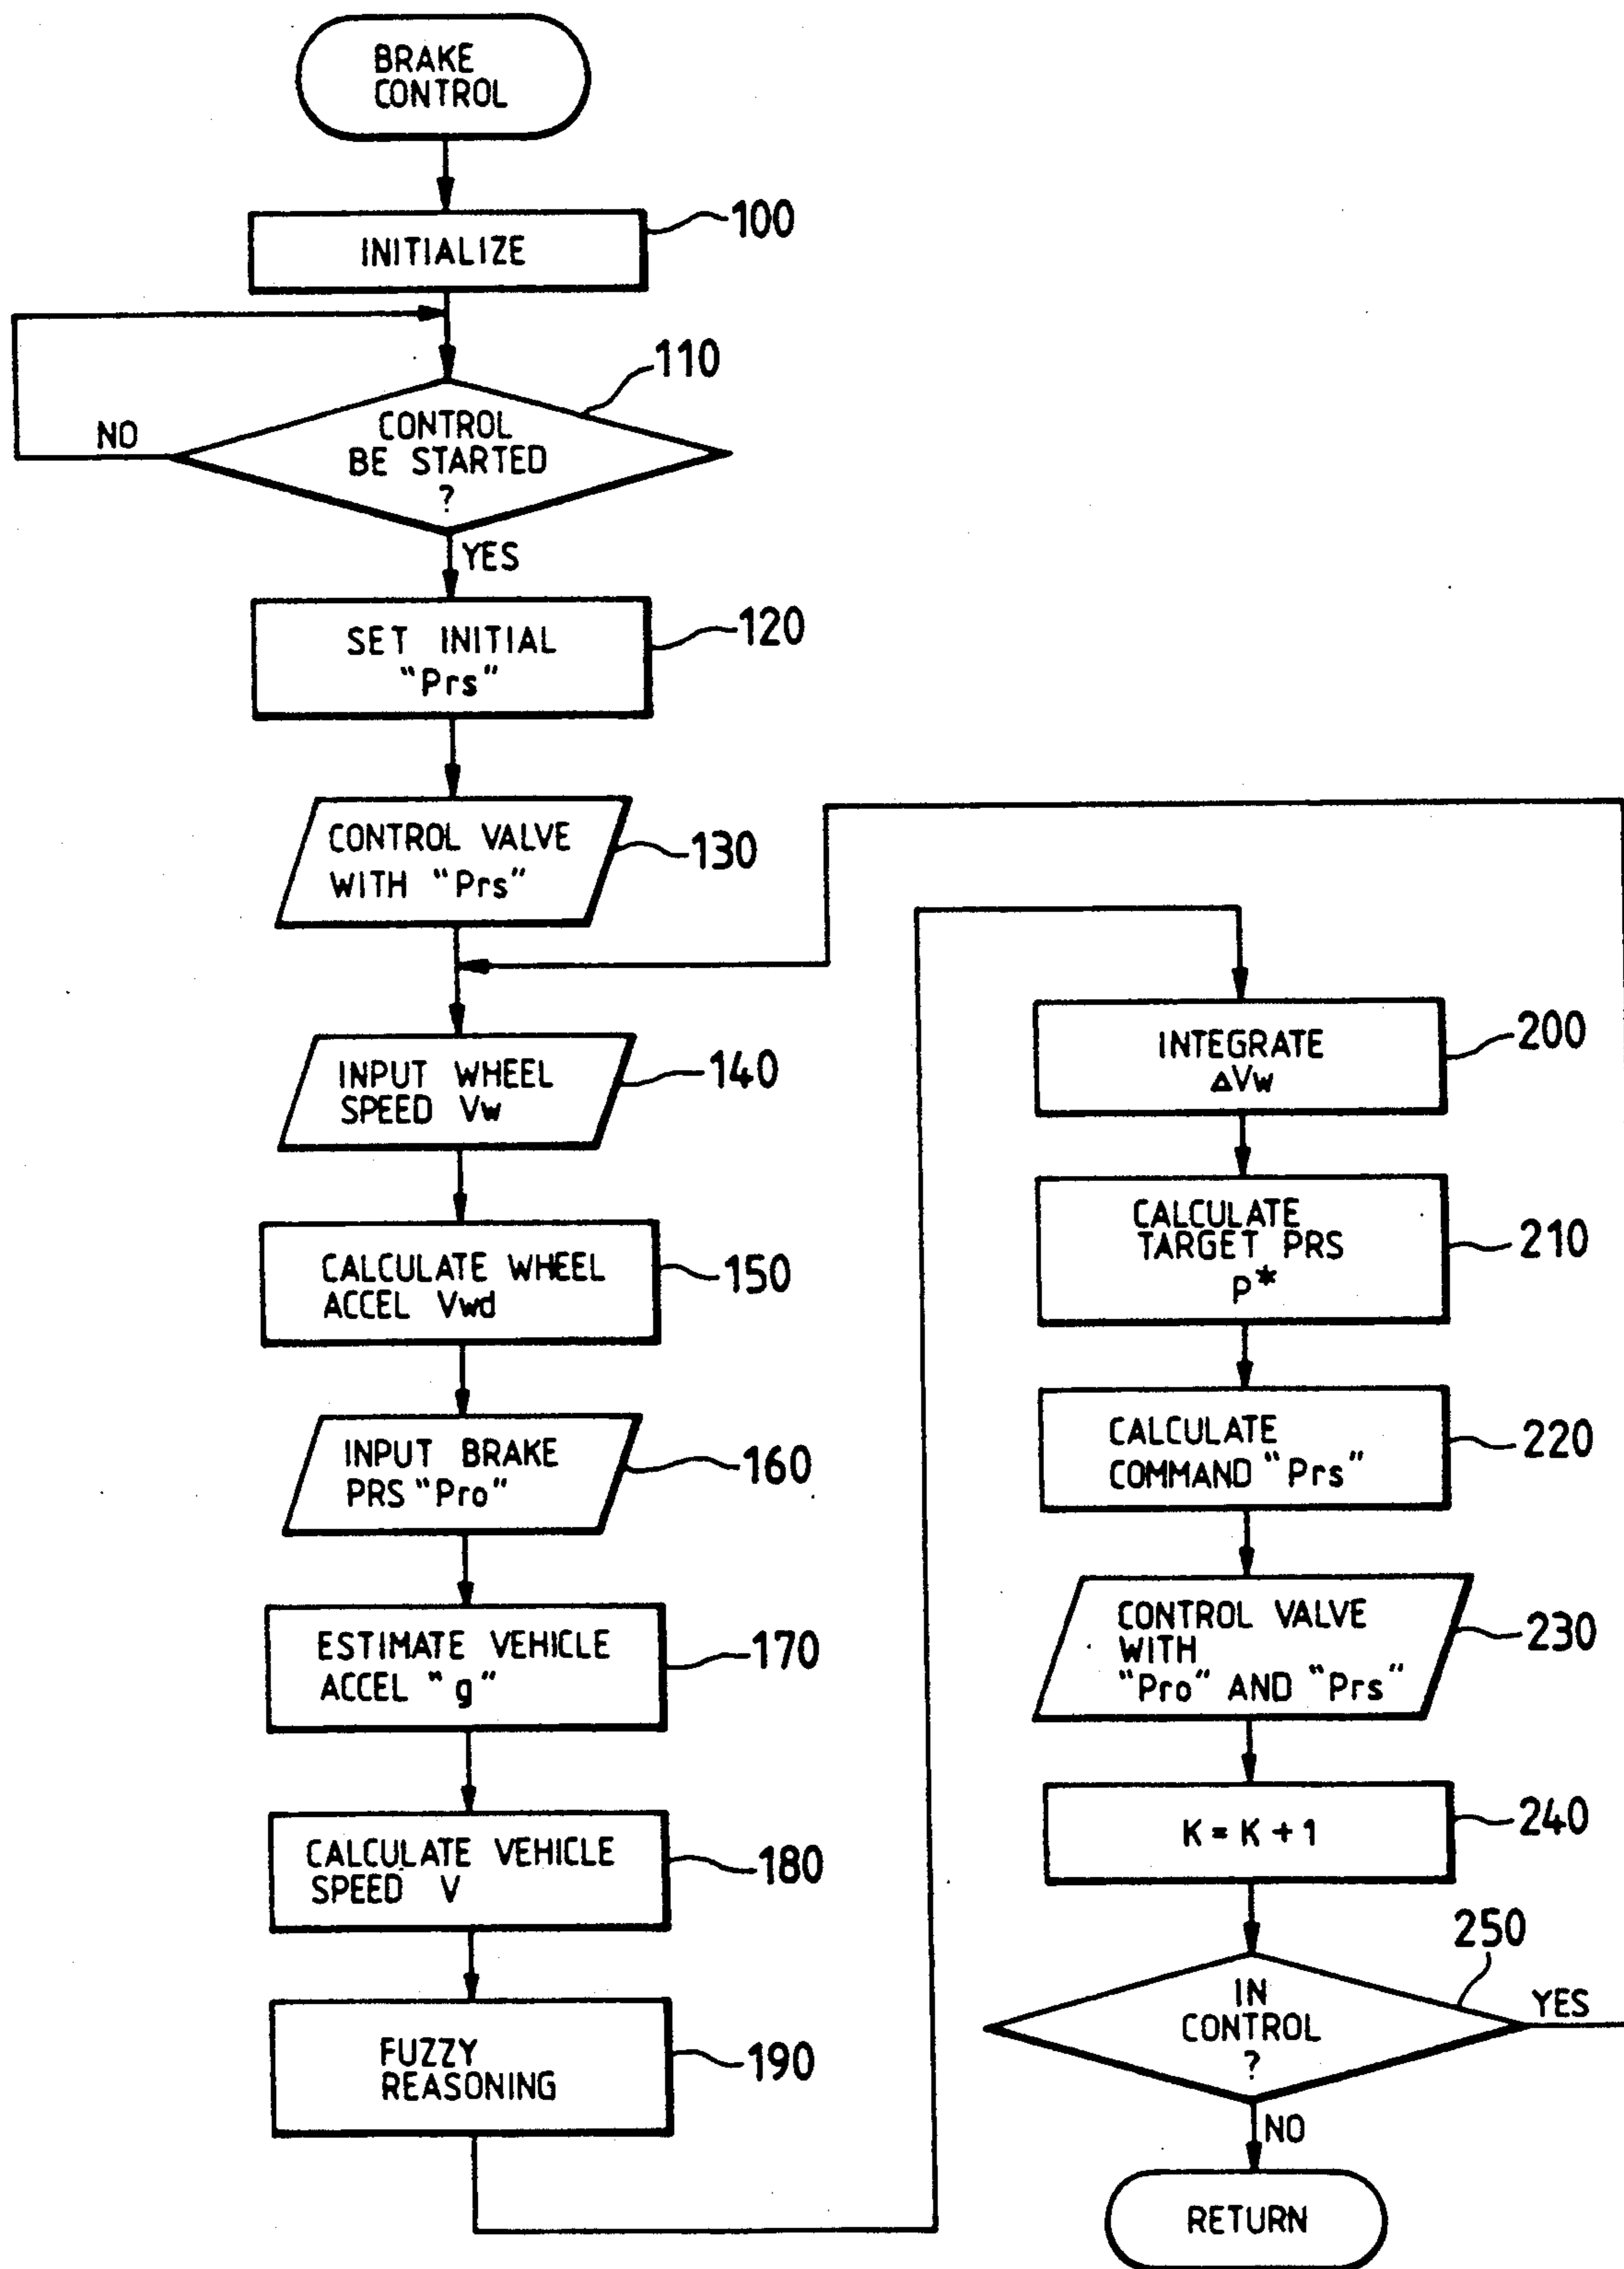 BRAKE
CONTROL
INITIALIZE
100
110
CONTROL
BE STARTED
?
NO
YES
SET INITIAL
"Prs"
120
CONTROL VALVE
WITH "Prs"
130
INPUT WHEEL
SPEED Vw
140
CALCULATE WHEEL
ACCEL Vwd
150
INPUT BRAKE
PRS "Pro"
160
ESTIMATE VEHICLE
ACCEL "g"
170
CALCULATE VEHICLE
SPEED V
180
FUZZY
REASONING
190
INTEGRATE
ΔVw
200
CALCULATE
TARGET PRS
P*
210
CALCULATE
COMMAND "Prs"
220
CONTROL VALVE
WITH
"Pro" AND "Prs"
230
K = K + 1
240
250
IN
CONTROL
?
YES
NO
RETURN